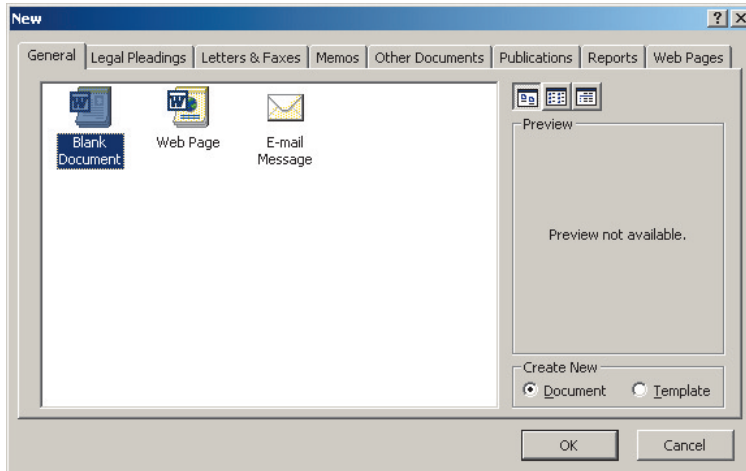 New
General Legal Pleadings Letters & Faxes Memos Other Documents Publications Reports Web Pages
Blank Document
Web Page
E-mail Message
Preview
Preview not available.
Create New
Document Template
OK Cancel